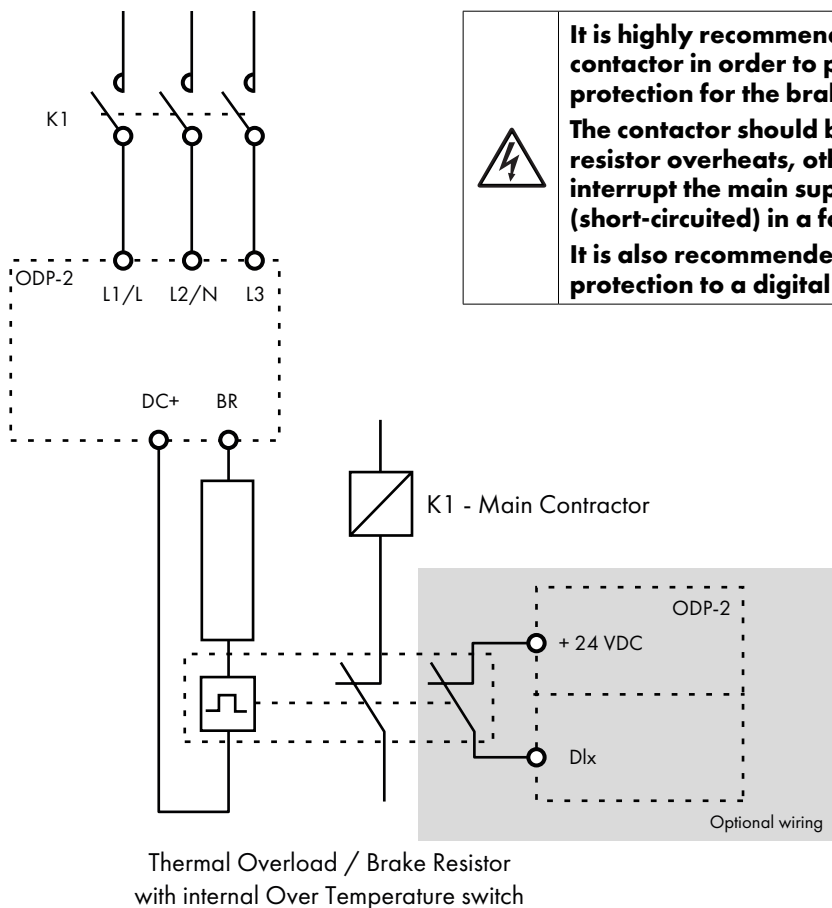 It is highly recommend
contactor in order to p
protection for the bral
The contactor should b
resistor overheats, oth
interrupt the main sup
(short-circuited) in a fa
It is also recommende
protection to a digital
K1
ODP-2
L1/L L2/N L3
DC+ BR
K1 - Main Contractor
ODP-2
+ 24 VDC
DIx
Optional wiring
Thermal Overload / Brake Resistor
with internal Over Temperature switch